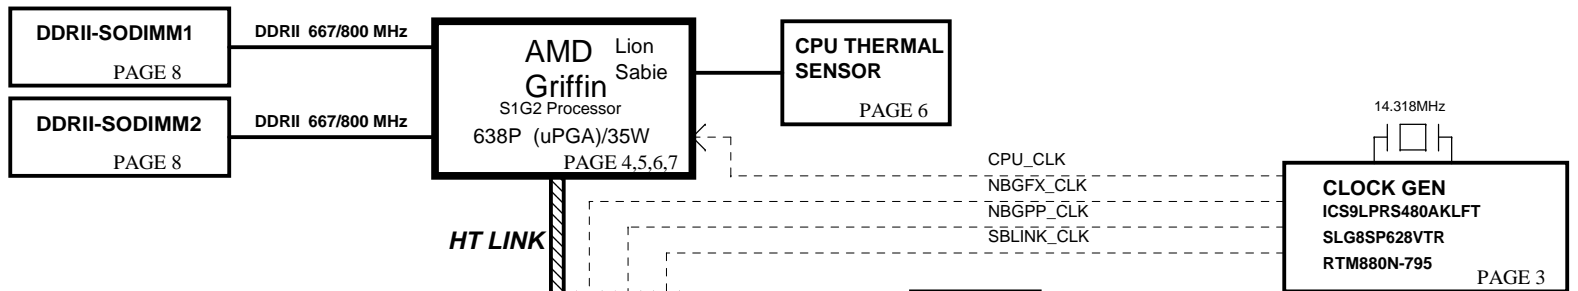 DDRII-SODIMM1
PAGE 8
DDRII 667/800 MHz
DDRII-SODIMM2
PAGE 8
DDRII 667/800 MHz
AMD Lion
Griffin Sabie
S1G2 Processor
638P (uPGA)/35W
PAGE 4,5,6,7
CPU THERMAL
SENSOR
PAGE 6
HT LINK
CPU_CLK
NBGFX_CLK
NBGPP_CLK
SBLINK_CLK
14.318MHz
CLOCK GEN
ICS9LPRS480AKLFT
SLG8SP628VTR
RTM880N-795
PAGE 3